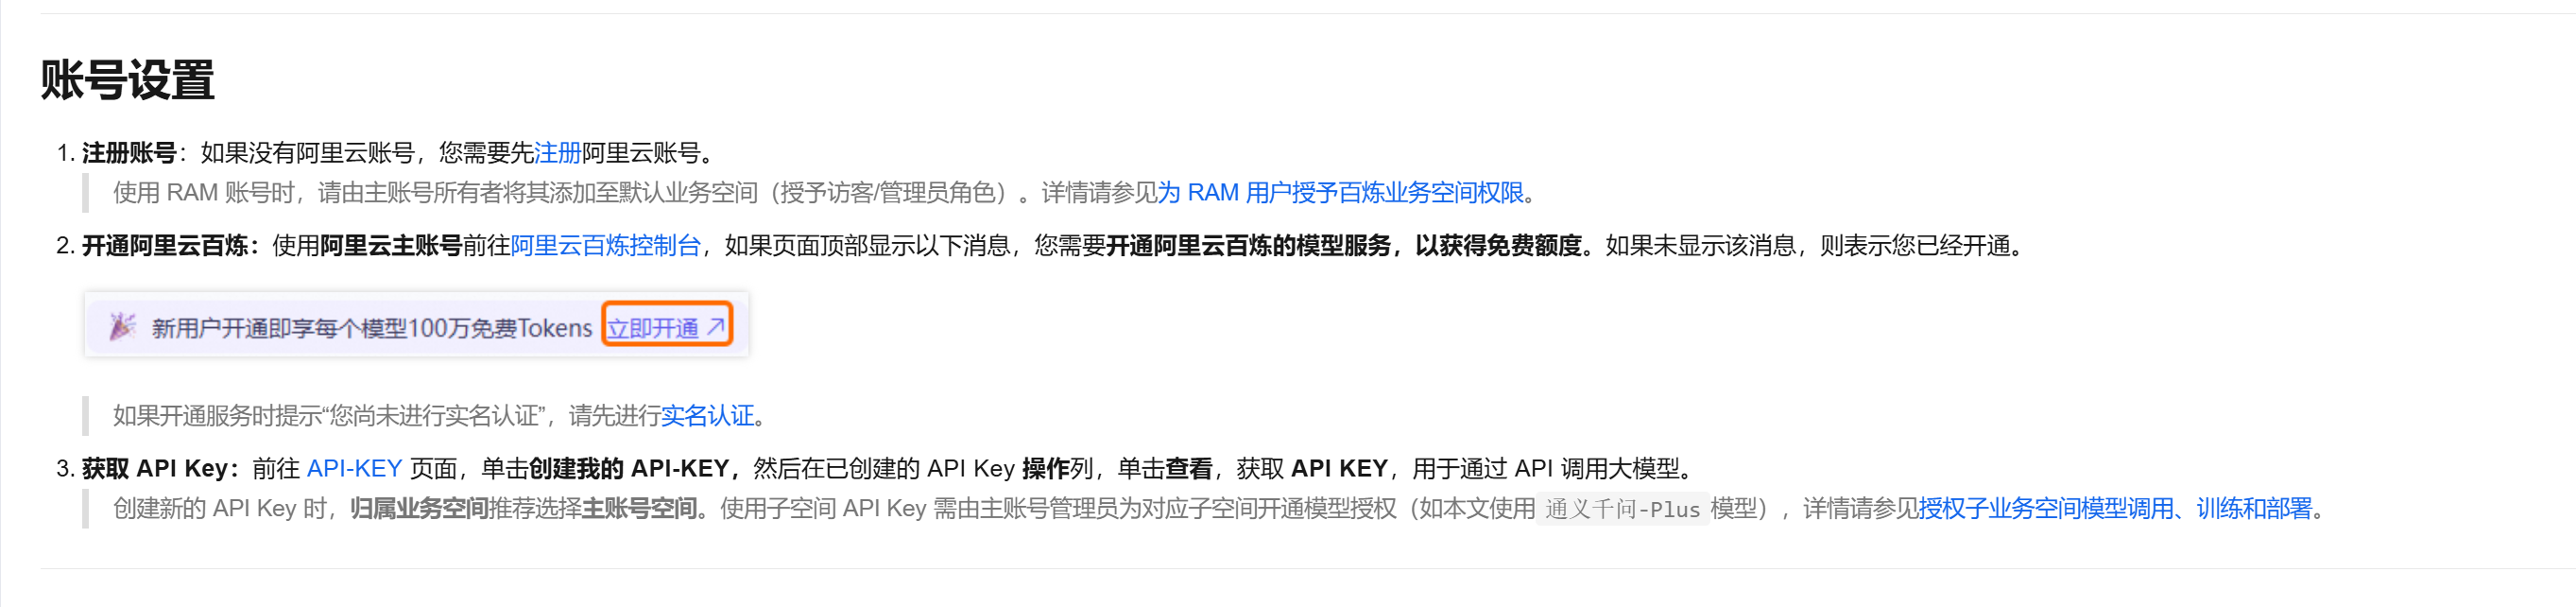 账号设置
1. 注册账号：如果没有阿里云账号，您需要先注册阿里云账号。
使用 RAM 账号时，请由主账号所有者将其添加至默认业务空间（授予访客/管理员角色）。详情请参见为 RAM 用户授予百炼业务空间权限。
2. 开通阿里云百炼：使用阿里云主账号前往阿里云百炼控制台，如果页面顶部显示以下消息，您需要开通阿里云百炼的模型服务，以获得免费额度。如果未显示该消息，则表示您已经开通。
新用户开通即享每个模型100万免费Tokens 立即开通
如果开通服务时提示“您尚未进行实名认证”，请先进行实名认证。
3. 获取 API Key：前往 API-KEY 页面，单击创建我的 API-KEY，然后在已创建的 API Key 操作列，单击查看，获取 API KEY，用于通过 API 调用大模型。
创建新的 API Key 时，归属业务空间推荐选择主账号空间。使用子空间 API Key 需由主账号管理员为对应子空间开通模型授权（如本文使用通义千问-Plus模型），详情请参见授权子业务空间模型调用、训练和部署。